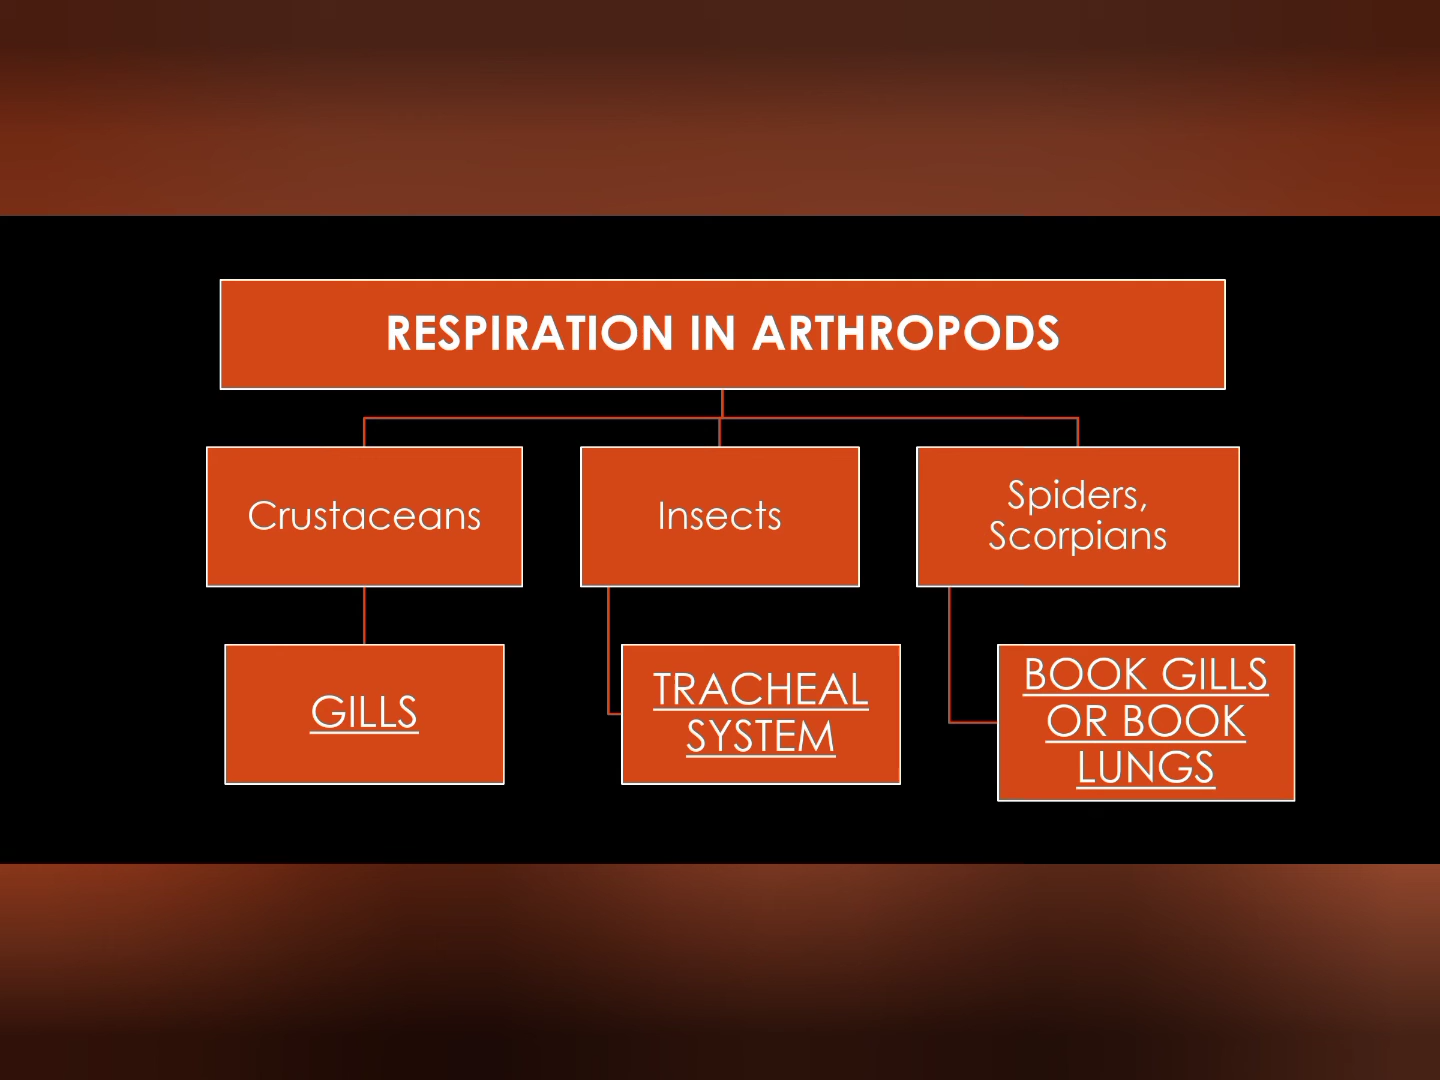 RESPIRATION IN ARTHROPODS
Crustaceans
Insects
Spiders,
Scorpians
GILLS
TRACHEAL
SYSTEM
BOOK GILLS
OR BOOK
LUNGS